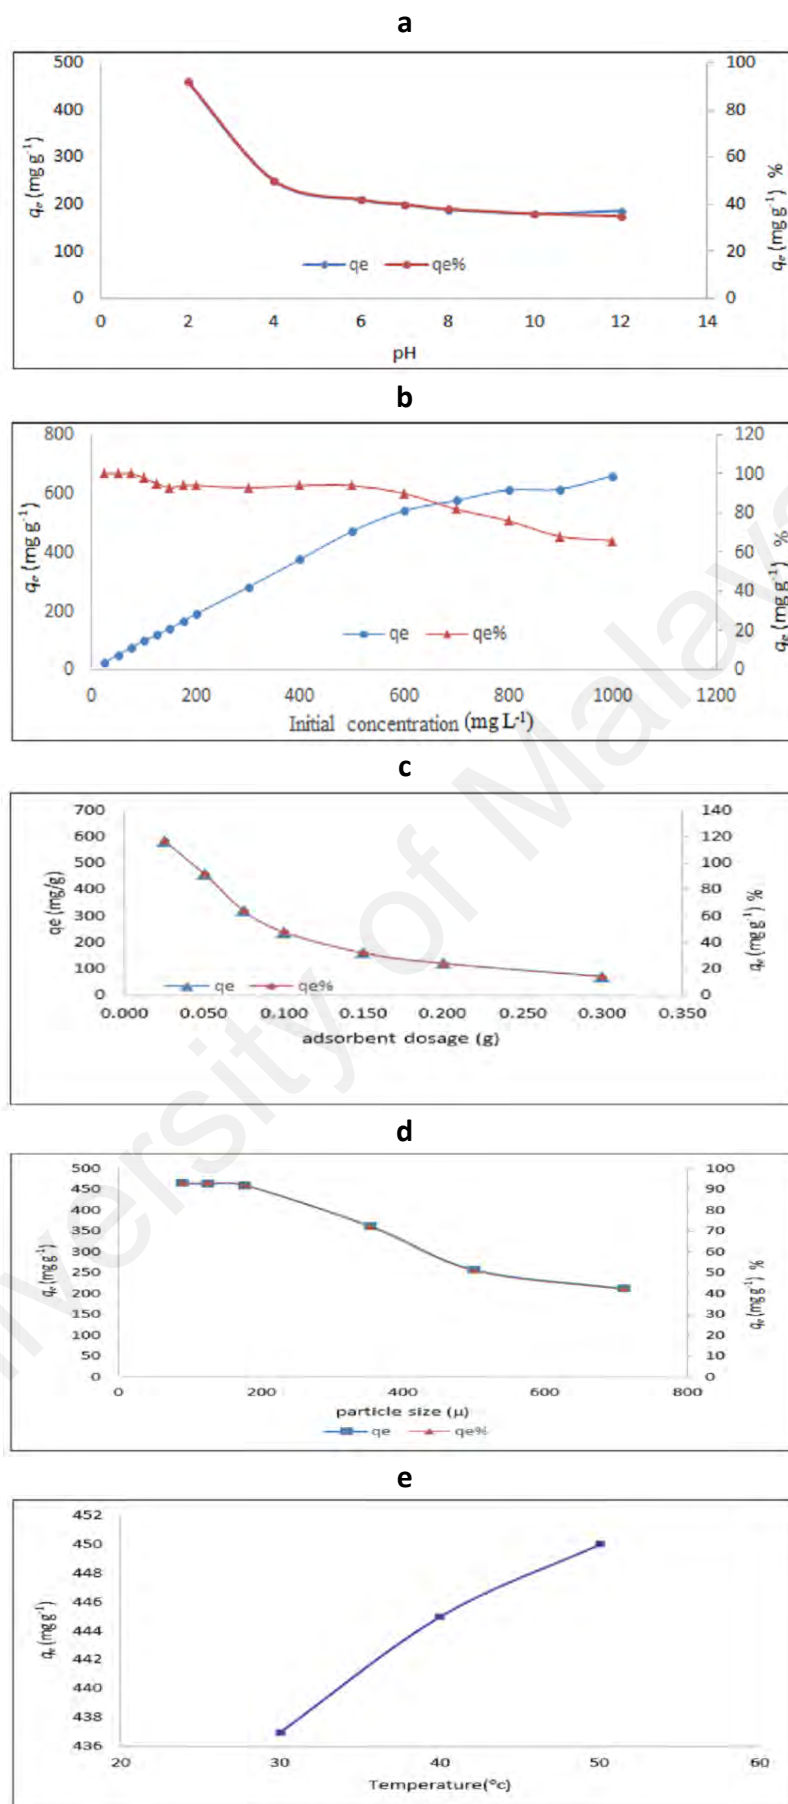 a
500 100
400 80
300 60
200 40
100 20
0 0
qe (mg g-1)
qe (mg g-1) %
qe qe%
0 2 4 6 8 10 12 14
pH
b
800 120
100
600 80
400 60
40
200 20
0 0
qe (mg g-1)
qe (mg g-1) %
qe qe%
0 200 400 600 800 1000 1200
Initial concentration (mg L-1)
c
700 140
600 120
500 100
400 80
300 60
200 40
100 20
0 0
qe (mg/g)
qe (mg g-1) %
qe qe%
0.000 0.050 0.100 0.150 0.200 0.250 0.300 0.350
adsorbent dosage (g)
d
500 100
450 90
400 80
350 70
300 60
250 50
200 40
150 30
100 20
50 10
0 0
qe (mg g-1)
qe (mg g-1) %
0 200 400 600 800
particle size (µ)
qe qe%
e
452
450
448
446
444
442
440
438
436
qe (mg g-1)
20 30 40 50 60
Temperature(°c)
University of Malaya